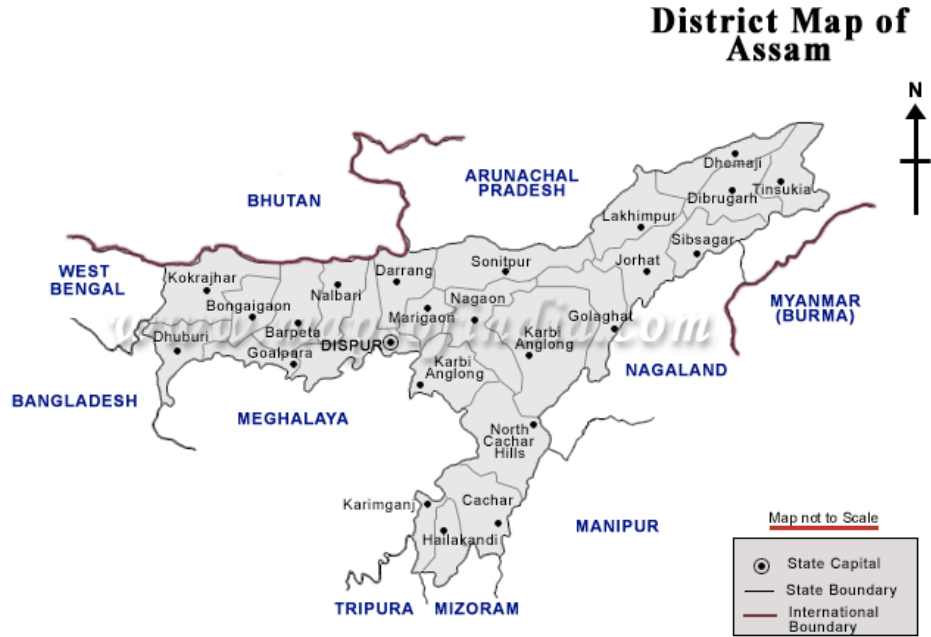 District Map of
Assam
N
ARUNACHAL
PRADESH
BHUTAN
WEST
BENGAL
MYANMAR
(BURMA)
BANGLADESH
MEGHALAYA
NAGALAND
MANIPUR
TRIPURA
MIZORAM
Dhemaji
Dibrugarh
Tinsukia
Lakhimpur
Sibsagar
Jorhat
Sonitpur
Darrang
Kokrajhar
Nalbari
Bongaigaon
Nagaon
Marigaon
Golaghat
Barpeta
Dhuburi
DISPUR
Goalpara
Karbi
Anglong
Karbi
Anglong
North
Cachar
Hills
Karimganj
Cachar
Hailakandi
Map not to Scale
State Capital
State Boundary
International
Boundary